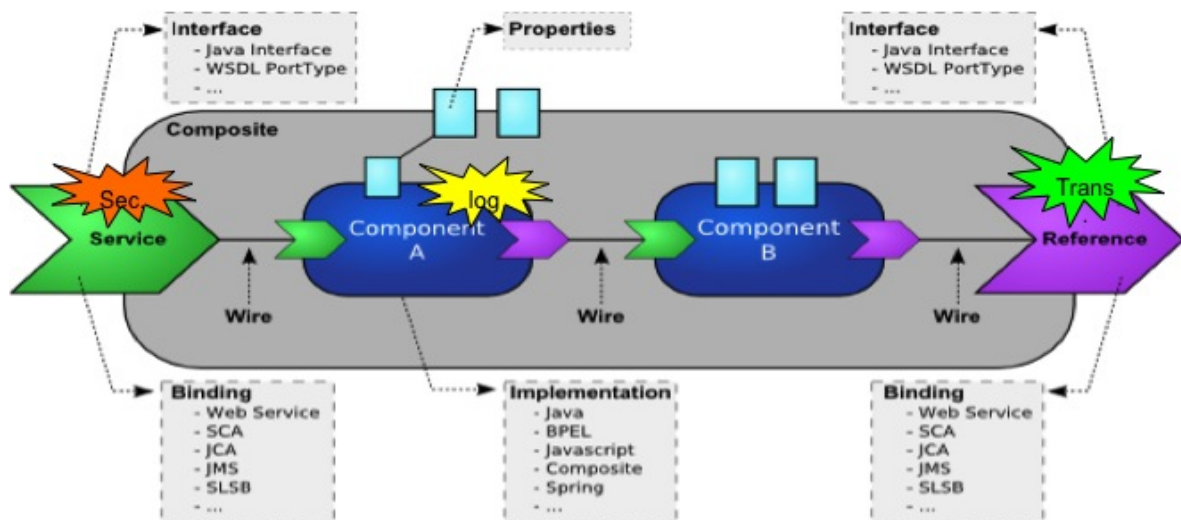 Interface
- Java Interface
- WSDL PortType
- ...
Properties
Interface
- Java Interface
- WSDL PortType
- ...
Composite
Sec
log
Trans
.
Service
Component
A
Component
B
Reference
Wire
Wire
Wire
Binding
- Web Service
- SCA
- JCA
- JMS
- SLSB
- ...
Implementation
- Java
- BPEL
- Javascript
- Composite
- Spring
- ...
Binding
- Web Service
- SCA
- JCA
- JMS
- SLSB
- ...